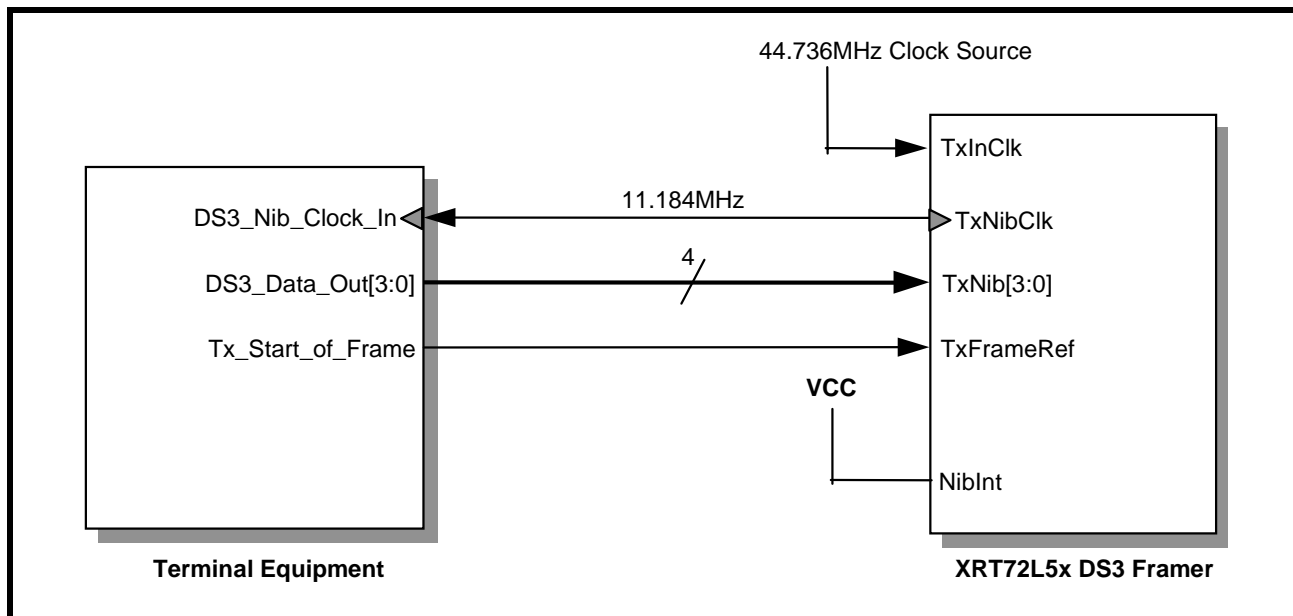 44.736MHz Clock Source
TxInClk
11.184MHz
DS3_Nib_Clock_In
TxNibClk
4
DS3_Data_Out[3:0]
TxNib[3:0]
Tx_Start_of_Frame
TxFrameRef
VCC
NibInt
Terminal Equipment
XRT72L5x DS3 Framer